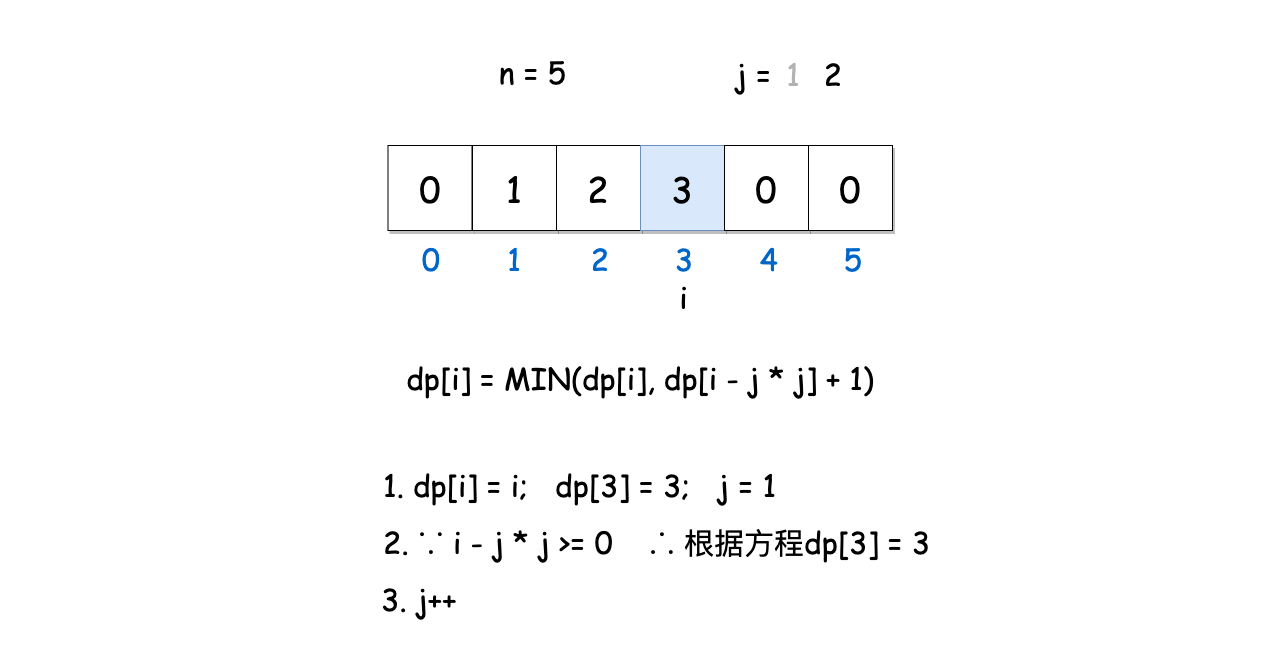 n = 5 j = 1 2
0 1 2 3 0 0
0 1 2 3 4 5
i
dp[i] = MIN(dp[i], dp[i - j * j] + 1)
1. dp[i] = i; dp[3] = 3; j = 1
2. ∵ i - j * j >= 0 ∴ 根据方程dp[3] = 3
3. j++